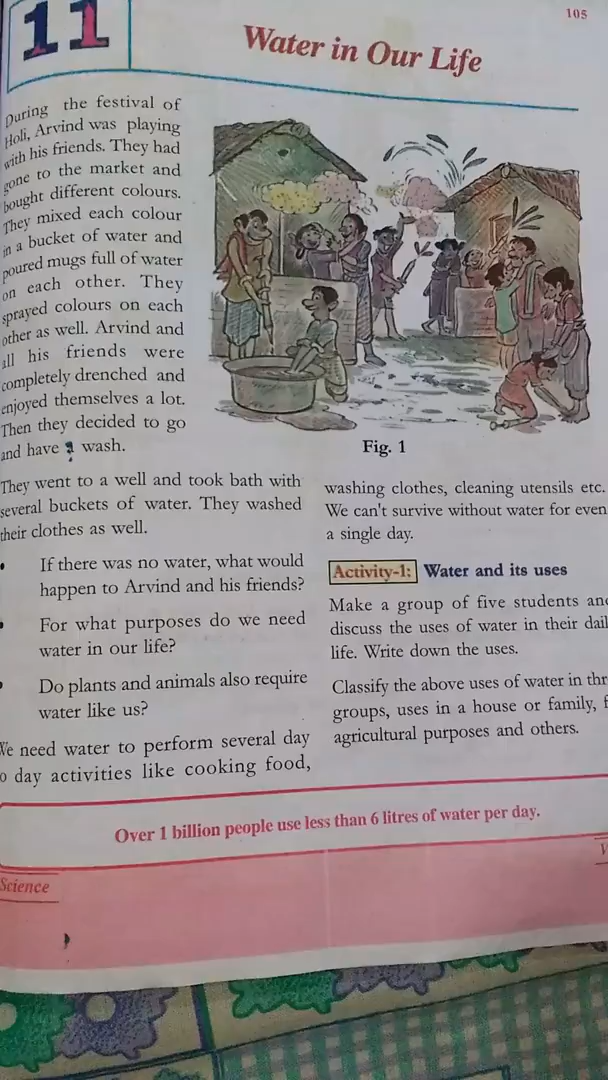 105
11
Water in Our Life
During the festival of
Holi, Arvind was playing
with his friends. They had
gone to the market and
bought different colours.
They mixed each colour
in a bucket of water and
poured mugs full of water
on each other. They
sprayed colours on each
other as well. Arvind and
all his friends were
completely drenched and
enjoyed themselves a lot.
Then they decided to go
and have a wash.
Fig. 1
They went to a well and took bath with
several buckets of water. They washed
their clothes as well.
• If there was no water, what would
happen to Arvind and his friends?
• For what purposes do we need
water in our life?
• Do plants and animals also require
water like us?
We need water to perform several day
o day activities like cooking food,
washing clothes, cleaning utensils etc.
We can't survive without water for even
a single day.
Activity-1: Water and its uses
Make a group of five students and
discuss the uses of water in their dail
life. Write down the uses.
Classify the above uses of water in thr
groups, uses in a house or family, f
agricultural purposes and others.
Over 1 billion people use less than 6 litres of water per day.
Science